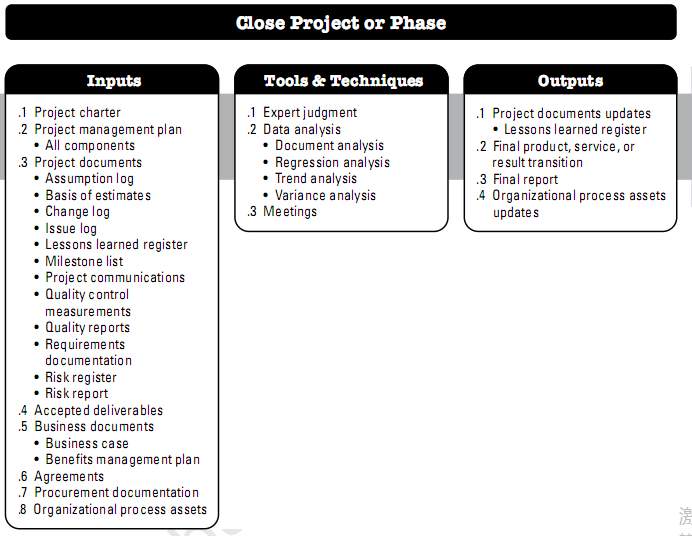 Close Project or Phase
Inputs
.1 Project charter
.2 Project management plan
• All components
.3 Project documents
• Assumption log
• Basis of estimates
• Change log
• Issue log
• Lessons learned register
• Milestone list
• Project communications
• Quality control
measurements
• Quality reports
• Requirements
documentation
• Risk register
• Risk report
.4 Accepted deliverables
.5 Business documents
• Business case
• Benefits management plan
.6 Agreements
.7 Procurement documentation
.8 Organizational process assets
Tools & Techniques
.1 Expert judgment
.2 Data analysis
• Document analysis
• Regression analysis
• Trend analysis
• Variance analysis
.3 Meetings
Outputs
.1 Project documents updates
• Lessons learned register
.2 Final product, service, or
result transition
.3 Final report
.4 Organizational process assets
updates